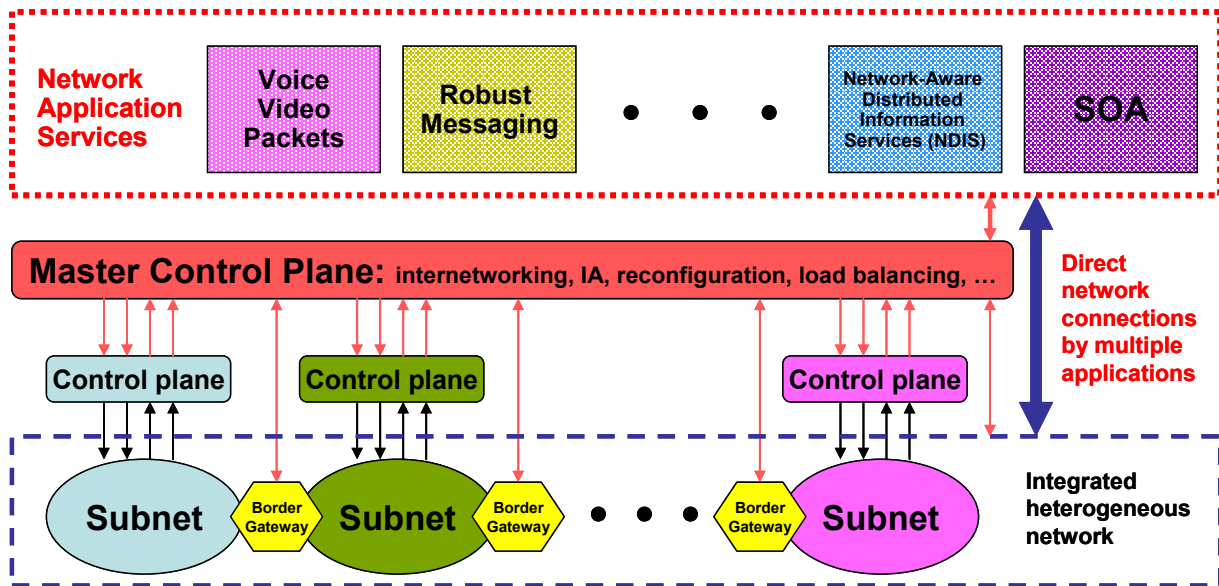 Network
Application
Services
Voice
Video
Packets
Robust
Messaging
Network-Aware
Distributed
Information
Services (NDIS)
SOA
Master Control Plane: internetworking, IA, reconfiguration, load balancing, …
Direct
network
connections
by multiple
applications
Control plane
Control plane
Control plane
Subnet
Border
Gateway
Subnet
Border
Gateway
Border
Gateway
Subnet
Integrated
heterogeneous
network